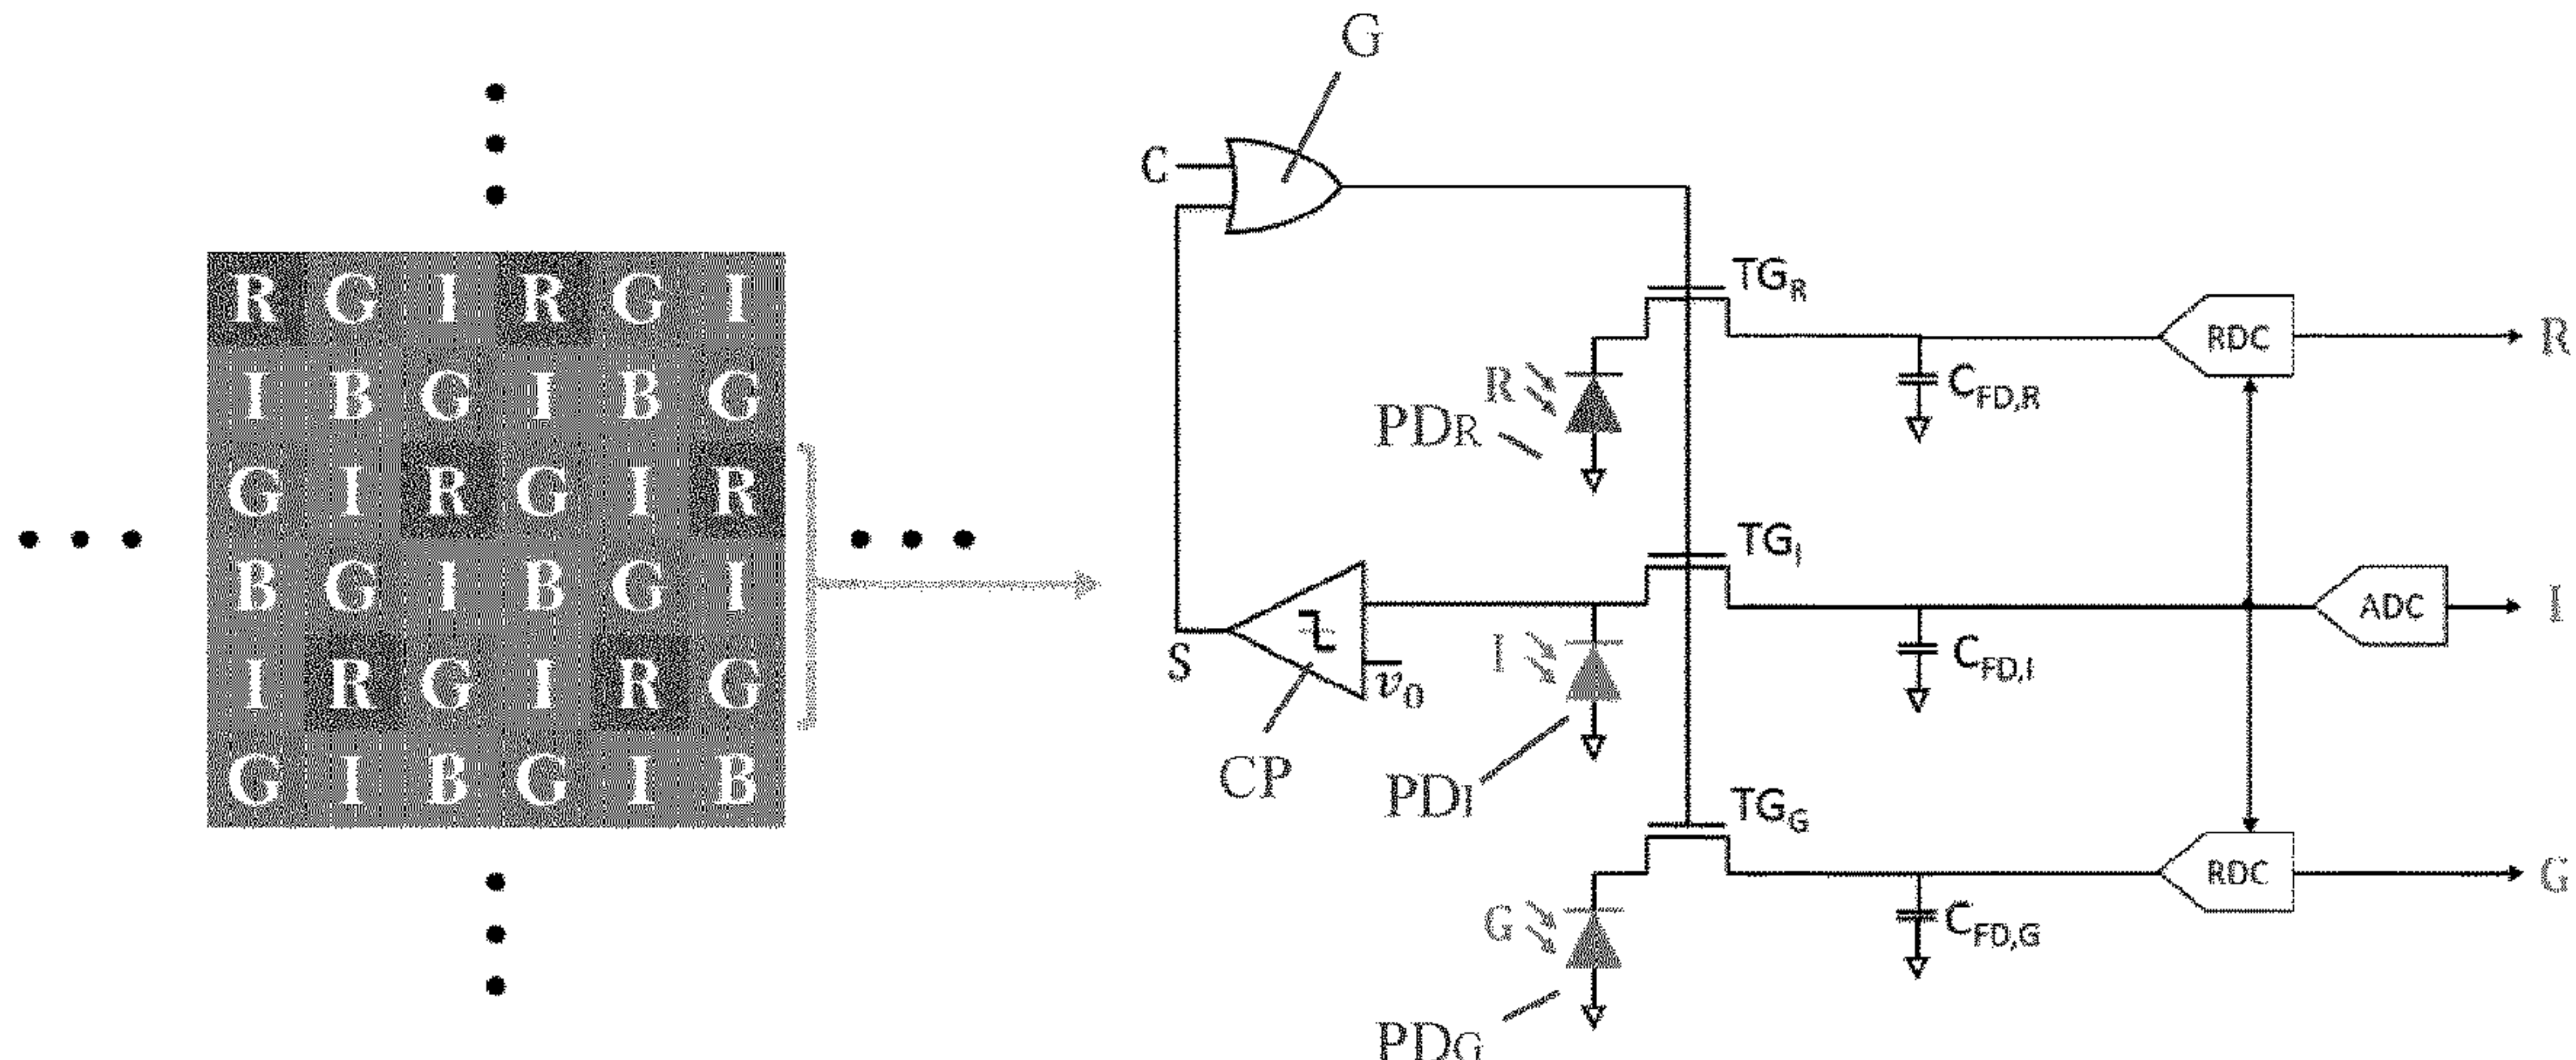 G
C
R G I R G I
I B G I B G
G I R G I R
B G I B G I
I R G I R G
G I B G I B
TG_R
RDC
R
R
PD_R
C_FD,R
TG_I
ADC
I
I
S
v_0
C_FD,I
CP
PD_I
TG_G
RDC
G
G
C_FD,G
PD_G